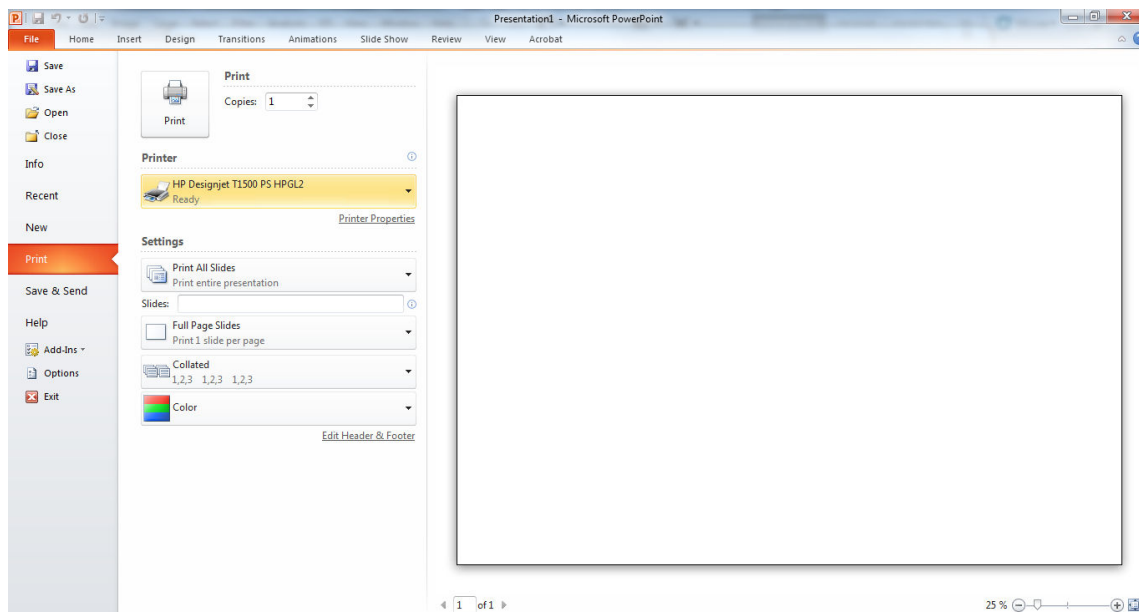 Presentation1 - Microsoft PowerPoint
File Home Insert Design Transitions Animations Slide Show Review View Acrobat
Save
Save As
Open
Close
Info
Recent
New
Print
Save & Send
Help
Add-Ins
Options
Exit
Print
Print
Copies: 1
Printer
HP Designjet T1500 PS HPGL2
Ready
Printer Properties
Settings
Print All Slides
Print entire presentation
Slides:
Full Page Slides
Print 1 slide per page
Collated
1,2,3 1,2,3 1,2,3
Color
Edit Header & Footer
1 of 1
25 %